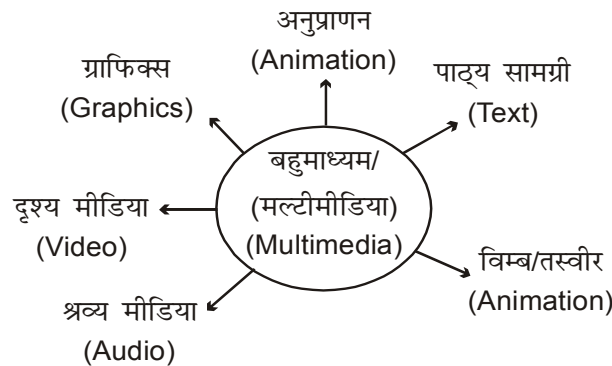 अनुप्राणन
(Animation)
ग्राफिक्स
(Graphics)
पाठ्य सामग्री
(Text)
बहुमाध्यम/
(मल्टीमीडिया)
(Multimedia)
दृश्य मीडिया
(Video)
विम्ब/तस्वीर
(Animation)
श्रव्य मीडिया
(Audio)